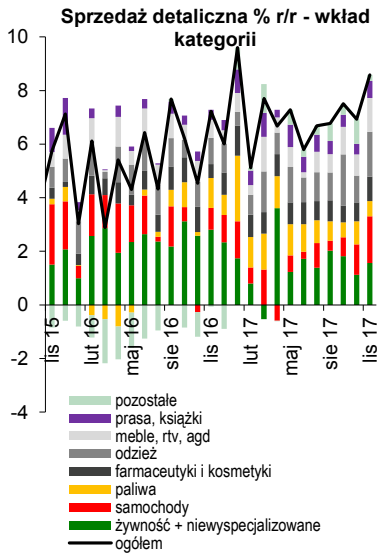 Sprzedaż detaliczna % r/r - wkład
kategorii
10
8
6
4
2
0
-2
-4
lis 15
lut 16
maj 16
sie 16
lis 16
lut 17
maj 17
sie 17
lis 17
pozostałe
prasa, książki
meble, rtv, agd
odzież
farmaceutyki i kosmetyki
paliwa
samochody
żywność + niewyspecjalizowane
ogółem